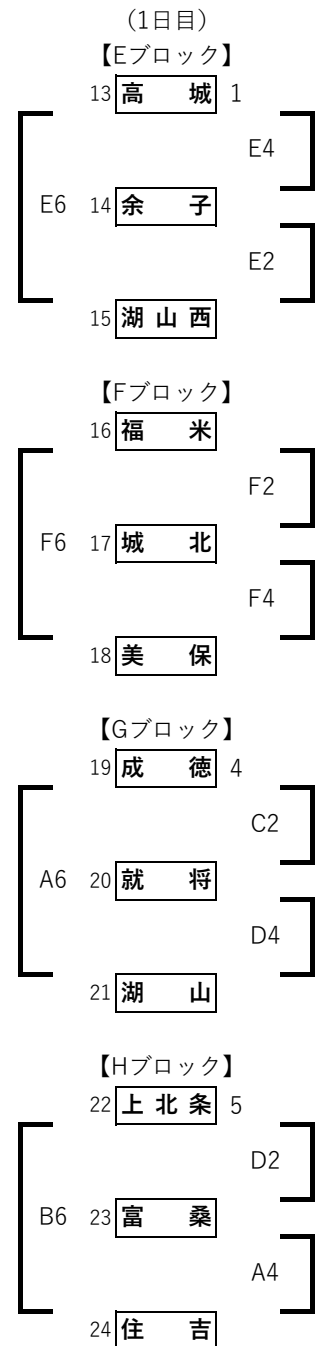 (1日目)
【Eブロック】
13 高 城 1
E4
E6 14 余 子
E2
15 湖 山 西
【Fブロック】
16 福 米
F2
F6 17 城 北
F4
18 美 保
【Gブロック】
19 成 徳 4
C2
A6 20 就 将
D4
21 湖 山
【Hブロック】
22 上 北 条 5
D2
B6 23 富 桑
A4
24 住 吉